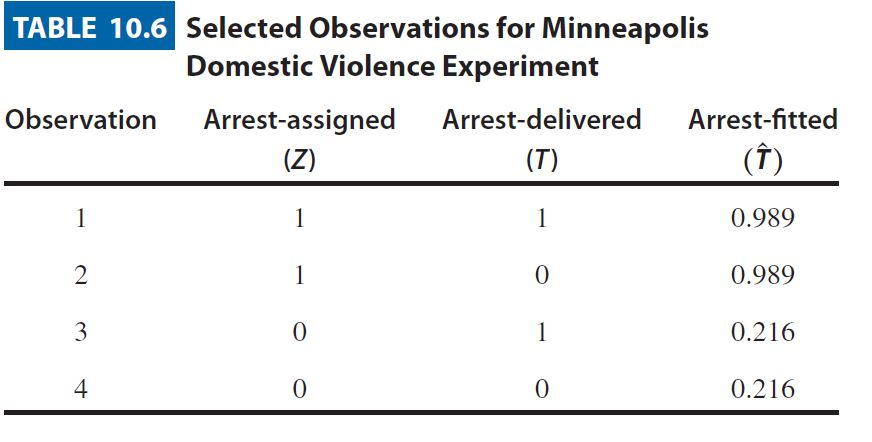 TABLE 10.6 Selected Observations for Minneapolis
Domestic Violence Experiment
Observation Arrest-assigned Arrest-delivered Arrest-fitted
(Z) (T) (T̂)
1 1 1 0.989
2 1 0 0.989
3 0 1 0.216
4 0 0 0.216